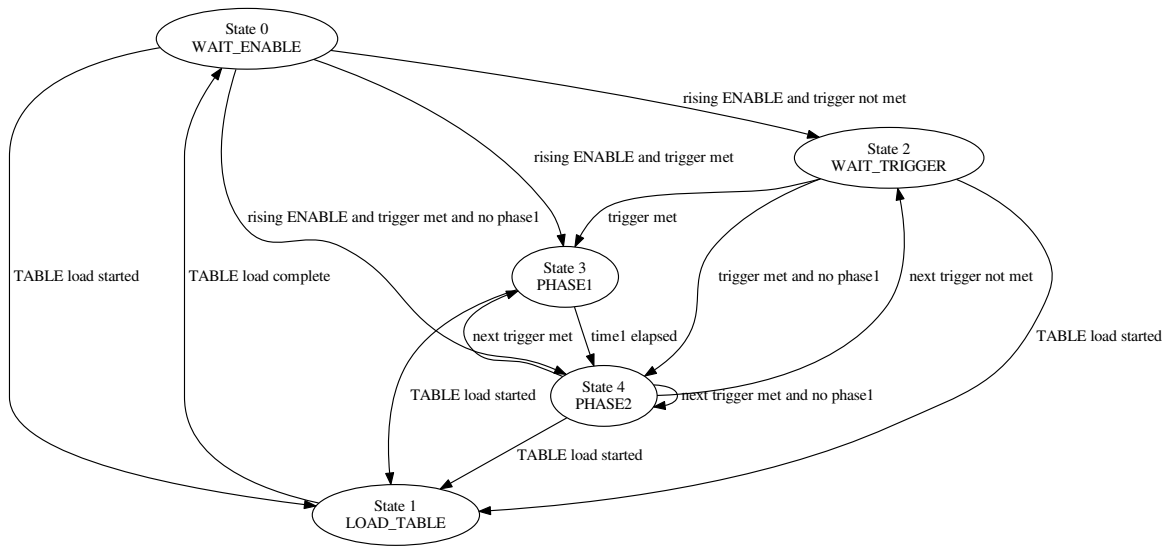 State 0
WAIT_ENABLE
rising ENABLE and trigger not met
State 2
WAIT_TRIGGER
rising ENABLE and trigger met
rising ENABLE and trigger met and no phase1
trigger met
TABLE load started
TABLE load complete
State 3
PHASE1
trigger met and no phase1
next trigger not met
next trigger met
time1 elapsed
TABLE load started
State 4
PHASE2
TABLE load started
next trigger met and no phase1
TABLE load started
State 1
LOAD_TABLE